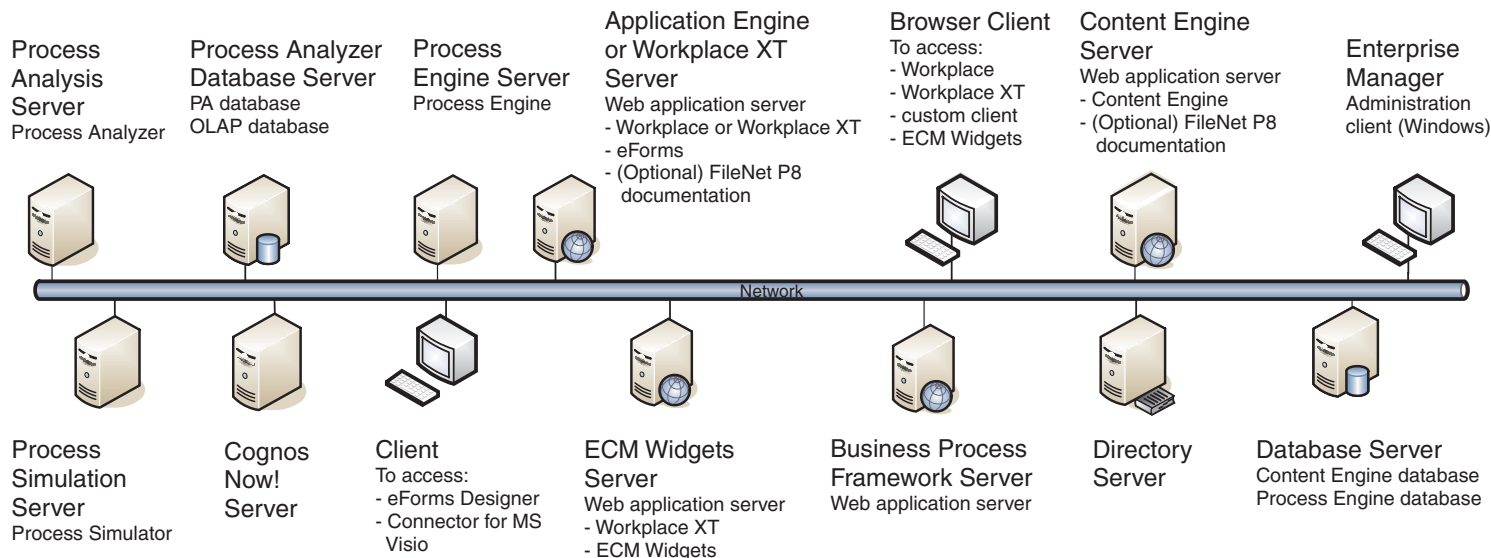 Process
Analysis
Server
Process Analyzer
Process Analyzer
Database Server
PA database
OLAP database
Process
Engine Server
Process Engine
Application Engine
or Workplace XT
Server
Web application server
- Workplace or Workplace XT
- eForms
- (Optional) FileNet P8
documentation
Browser Client
To access:
- Workplace
- Workplace XT
- custom client
- ECM Widgets
Content Engine
Server
Web application server
- Content Engine
- (Optional) FileNet P8
documentation
Enterprise
Manager
Administration
client (Windows)
Network
Process
Simulation
Server
Process Simulator
Cognos
Now!
Server
Client
To access:
- eForms Designer
- Connector for MS
Visio
ECM Widgets
Server
Web application server
- Workplace XT
- ECM Widgets
Business Process
Framework Server
Web application server
Directory
Server
Database Server
Content Engine database
Process Engine database